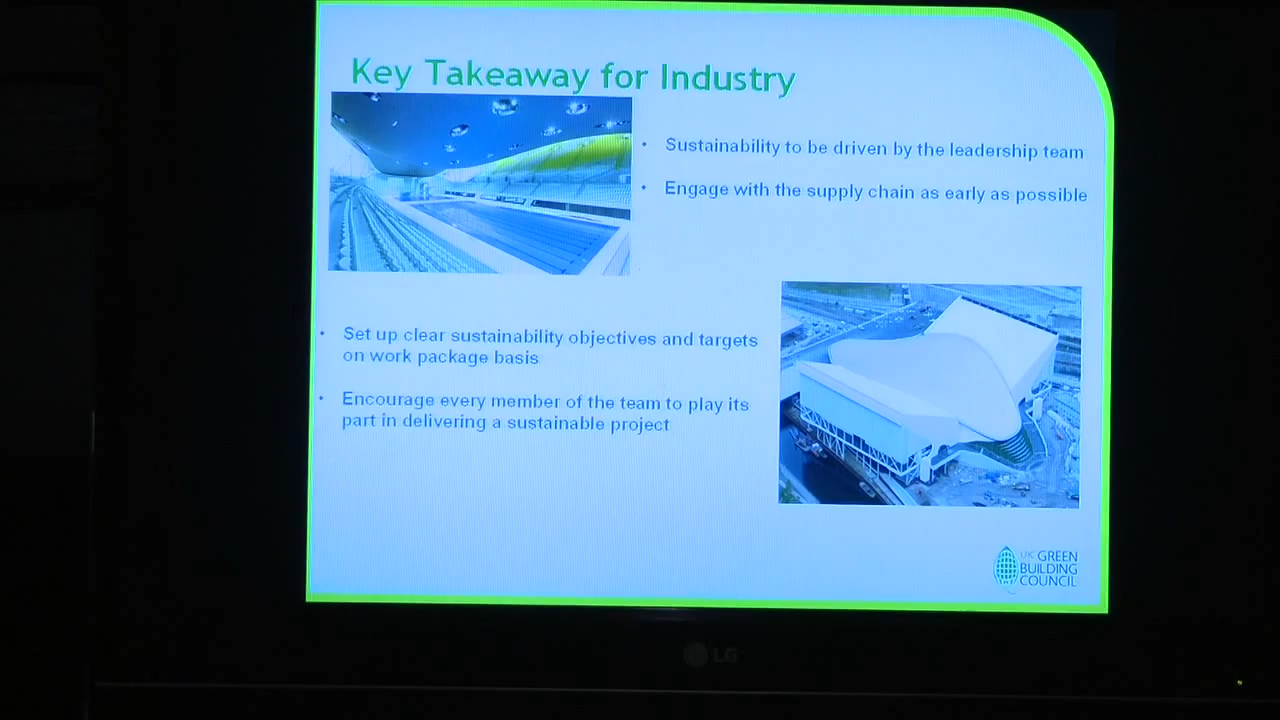 Key Takeaway for Industry
• Sustainability to be driven by the leadership team
• Engage with the supply chain as early as possible
• Set up clear sustainability objectives and targets
on work package basis
• Encourage every member of the team to play its
part in delivering a sustainable project
UK GREEN
BUILDING
COUNCIL
LG